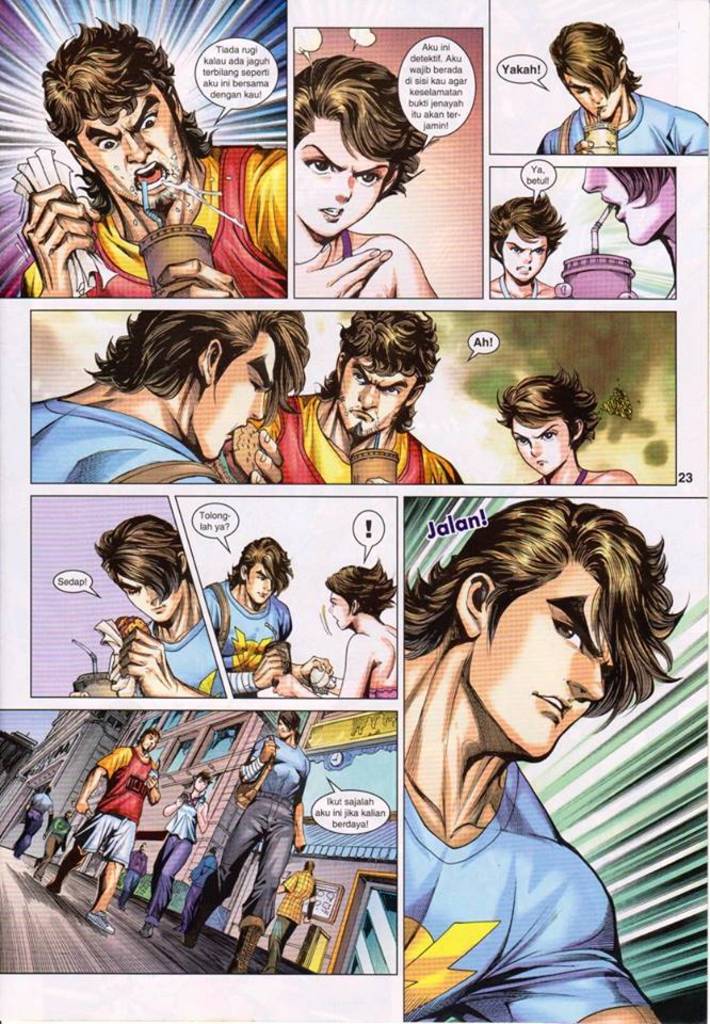 Tiada rugi
kalau ada jaguh
terbilang seperti
aku ini bersama
dengan kau!
Aku ini
detektif. Aku
wajib berada
di sisi kau agar
keselamatan
bukti jenayah
itu akan ter-
jamin!
Yakah!
Ya,
betul!
Ah!
23
Sedap!
Tolong-
lah ya?
!
Jalan!
Ikut sajalah
aku ini jika kalian
berdaya!